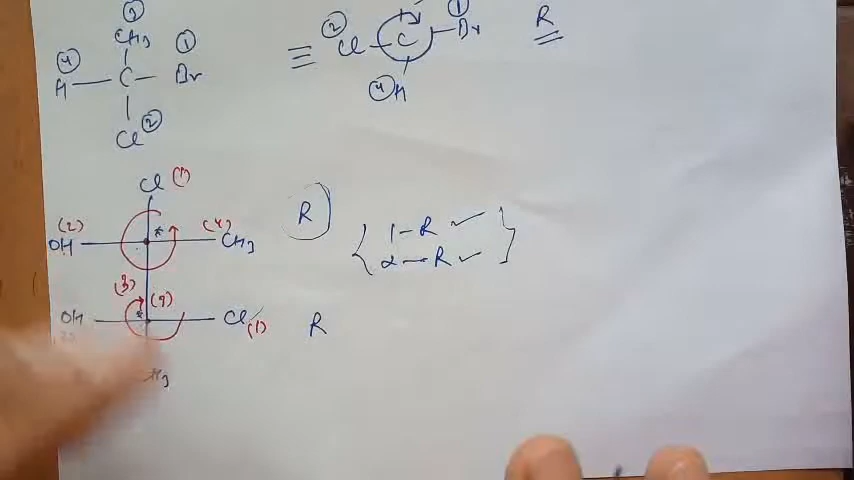 (3)
CH3
(4) (1)
H C Br
Cl (2)
≡ (2) Cl C Br (1) R
(4) H
Cl (1)
(2) * (4)
OH CH3
R
{ 1-R ✓ }
{ 2-R ✓ }
(3) (4)
OH * Cl (1) R
H3